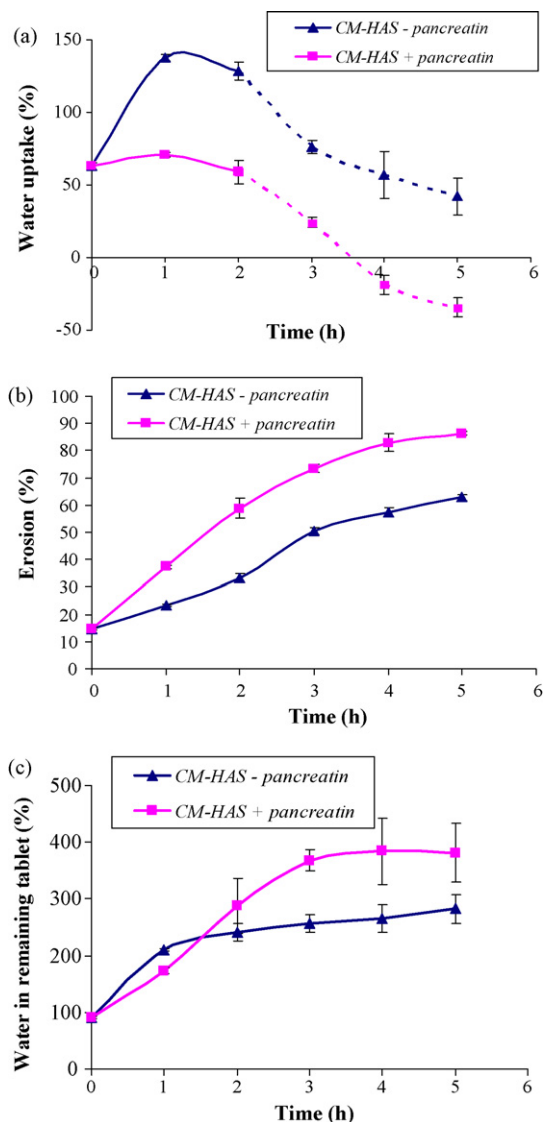 (a)
150
100
50
0
-50
Water uptake (%)
CM-HAS - pancreatin
CM-HAS + pancreatin
0 1 2 3 4 5 6
Time (h)
(b)
100
90
80
70
60
50
40
30
20
10
0
Erosion (%)
CM-HAS - pancreatin
CM-HAS + pancreatin
0 1 2 3 4 5 6
Time (h)
(c)
500
400
300
200
100
0
Water in remaining tablet (%)
CM-HAS - pancreatin
CM-HAS + pancreatin
0 1 2 3 4 5 6
Time (h)